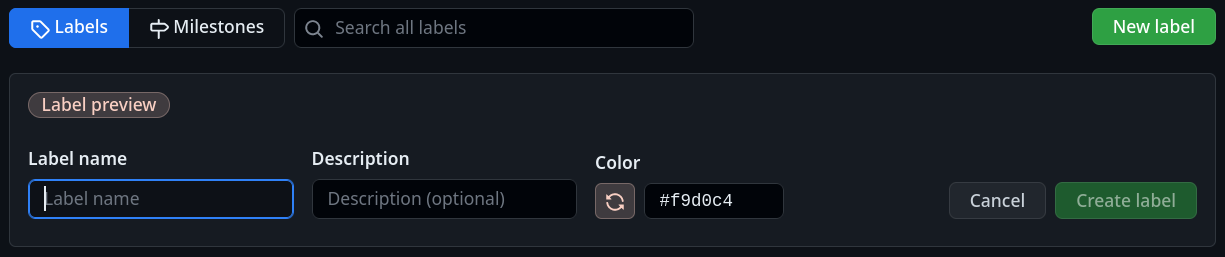 Labels Milestones Search all labels New label
Label preview
Label name Description Color
Label name Description (optional) #f9d0c4 Cancel Create label